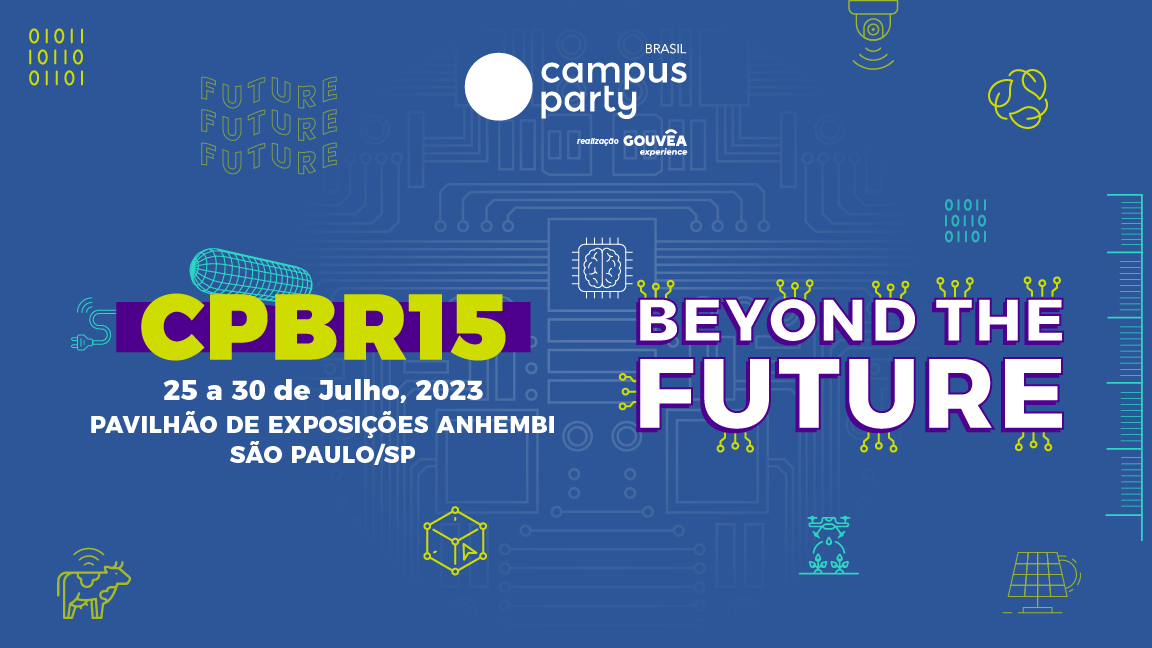 01011
10110
01101
FUTURE
FUTURE
FUTURE
BRASIL
campus
party
realização GOUVÊA
experience
01011
10110
01101
CPBR15
25 a 30 de Julho, 2023
PAVILHÃO DE EXPOSIÇÕES ANHEMBI
SÃO PAULO/SP
BEYOND THE
FUTURE